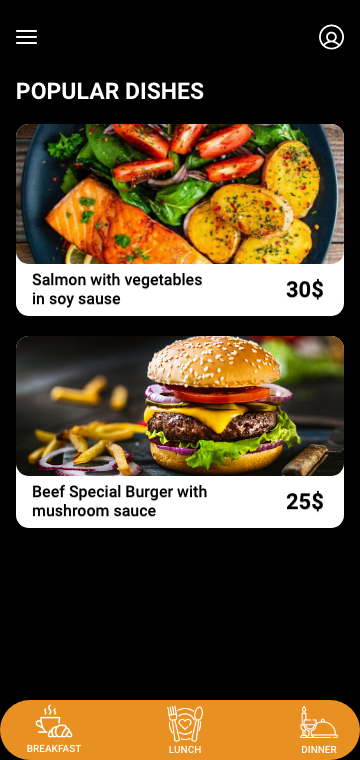 POPULAR DISHES
Salmon with vegetables
in soy sause
30$
Beef Special Burger with
mushroom sauce
25$
BREAKFAST
LUNCH
DINNER